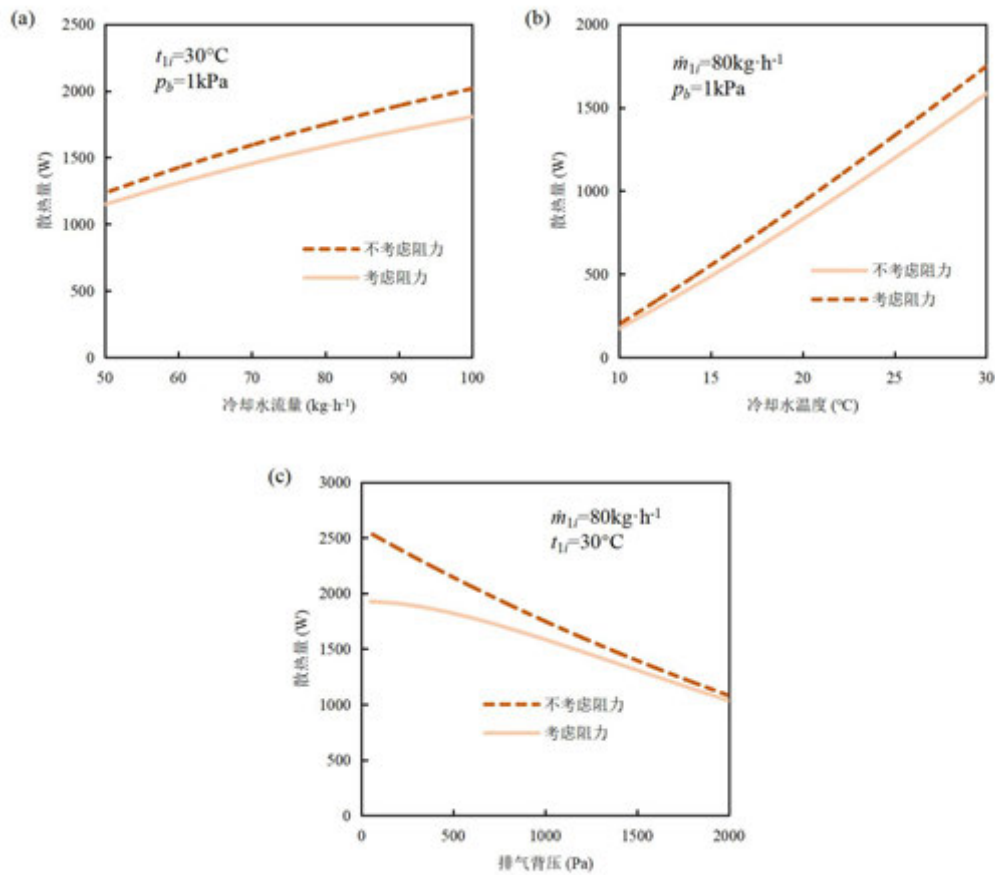 (a)
2500
2000
1500
1000
500
0
散热量 (W)
t1i=30°C
pb=1kPa
不考虑阻力
考虑阻力
50 60 70 80 90 100
冷却水流量 (kg·h-1)
(b)
2000
1500
1000
500
0
散热量 (W)
ṁ1i=80kg·h-1
pb=1kPa
不考虑阻力
考虑阻力
10 15 20 25 30
冷却水温度 (°C)
(c)
3000
2500
2000
1500
1000
500
0
散热量 (W)
ṁ1i=80kg·h-1
t1i=30°C
不考虑阻力
考虑阻力
0 500 1000 1500 2000
排气背压 (Pa)